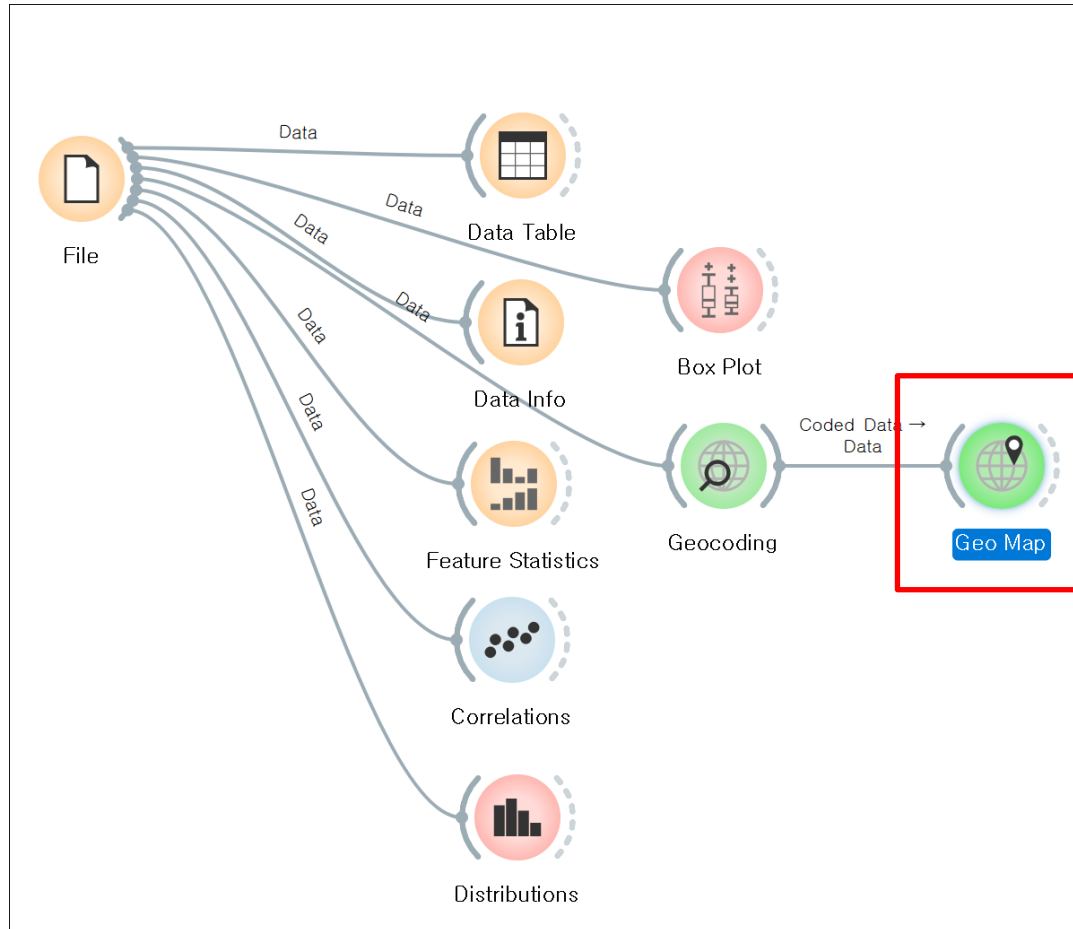 Data
Data
Data
Data
Data
Data
Data
File
Data Table
Box Plot
Data Info
Coded Data →
Data
Geocoding
Geo Map
Feature Statistics
Correlations
Distributions